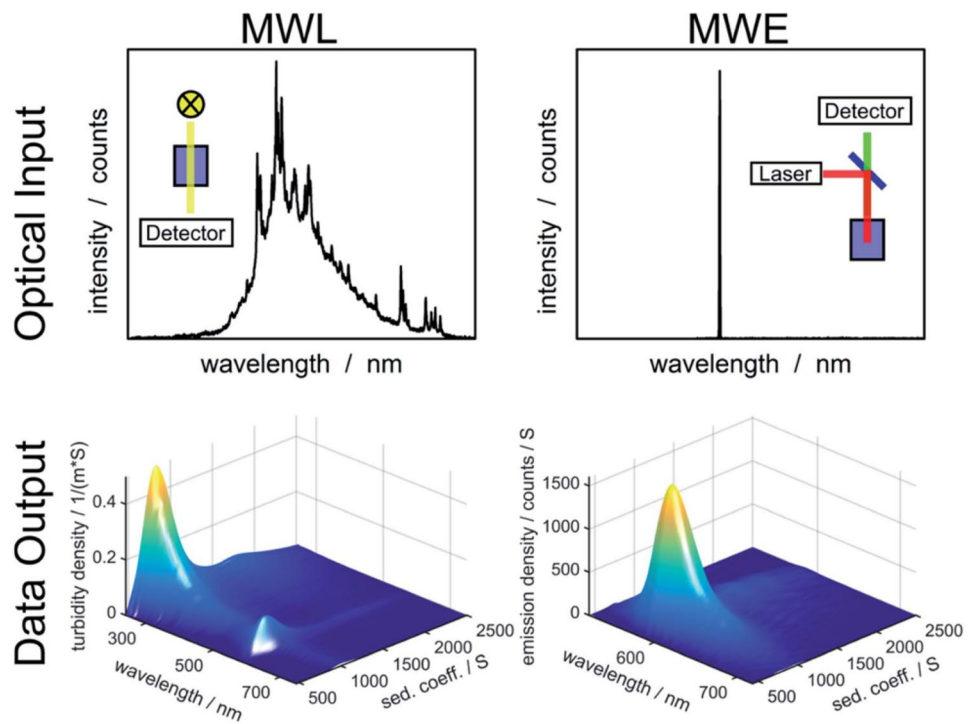 MWL
MWE
Optical Input
intensity / counts
Detector
wavelength / nm
intensity / counts
Detector
Laser
wavelength / nm
Data Output
turbidity density / 1/(m*S)
0.4
0.2
0
300
500
700
wavelength / nm
500
1000
1500
2000
2500
sed. coeff. / S
emission density / counts / S
1500
1000
500
0
600
700
wavelength / nm
500
1000
1500
2000
2500
sed. coeff. / S